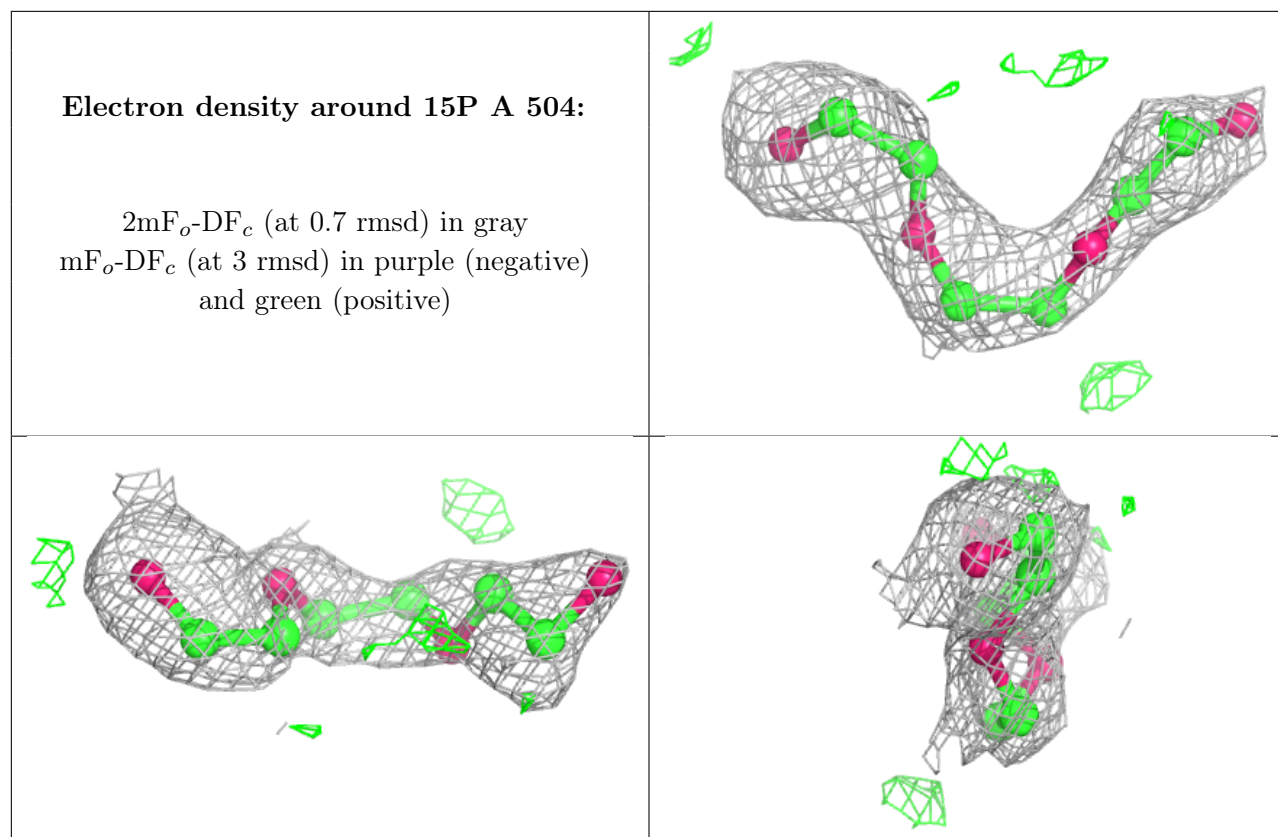 Electron density around 15P A 504:
2mFₒ-DF𝒸 (at 0.7 rmsd) in gray
mFₒ-DF𝒸 (at 3 rmsd) in purple (negative)
and green (positive)